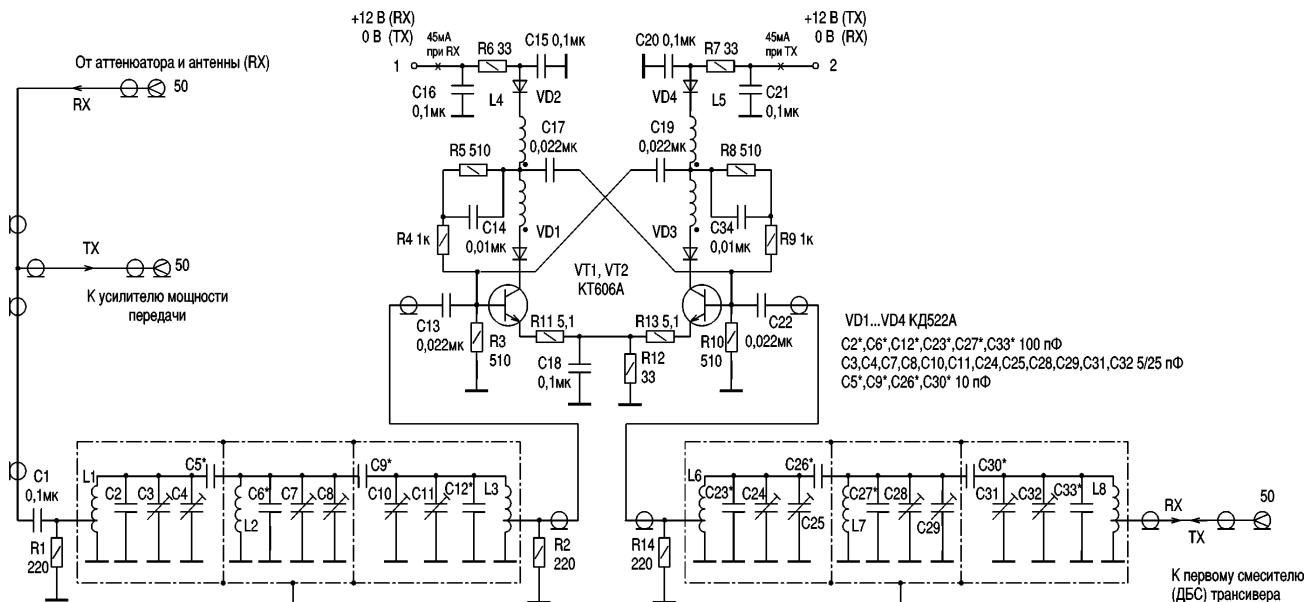 +12 В (RX)
0 В (TX)
+12 В (TX)
0 В (RX)
45мА
при RX
R6 33
C15 0,1мк
C20 0,1мк
R7 33
45мА
при TX
1
2
От аттенюатора и антенны (RX)
RX
50
C16
0,1мк
L4
VD2
VD4
L5
C21
0,1мк
C17
0,022мк
C19
0,022мк
R5 510
R8 510
C14
0,01мк
C34
0,01мк
R4 1к
R9 1к
VD1
VD3
TX
50
К усилителю мощности
передачи
VT1, VT2
КТ606А
C13
0,022мк
R3
510
R11 5,1
R13 5,1
R10
510
C22
0,022мк
C18
0,1мк
R12
33
VD1...VD4 КД522А
C2*,C6*,C12*,C23*,C27*,C33* 100 пФ
C3,C4,C7,C8,C10,C11,C24,C25,C28,C29,C31,C32 5/25 пФ
C5*,C9*,C26*,C30* 10 пФ
C1
0,1мк
R1
220
L1
C2
C3
C4
C5*
C6*
C7
C8
L2
C9*
C10
C11
C12*
L3
R2
220
R14
220
L6
C23*
C24
C25
C26*
C27*
C28
C29
L7
C30*
C31
C32
C33*
L8
RX
TX
50
К первому смесителю
(ДБС) трансивера